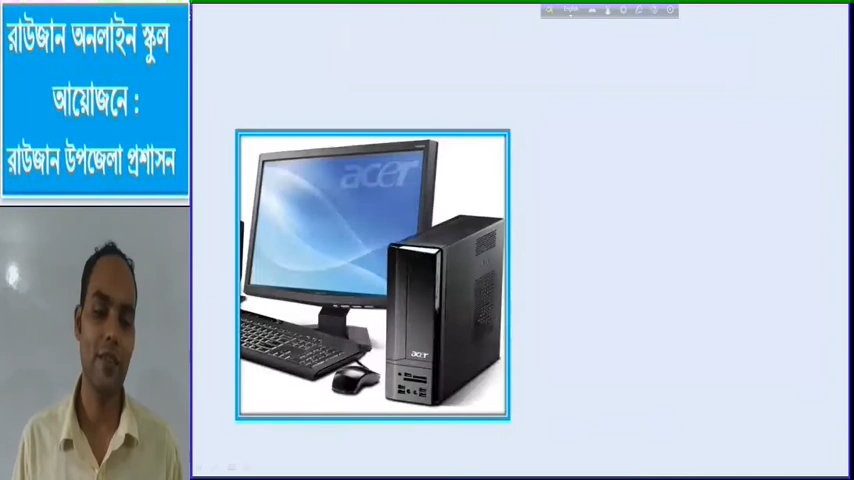 রাউজান অনলাইন স্কুল
আয়োজনে :
রাউজান উপজেলা প্রশাসন
acer
acer